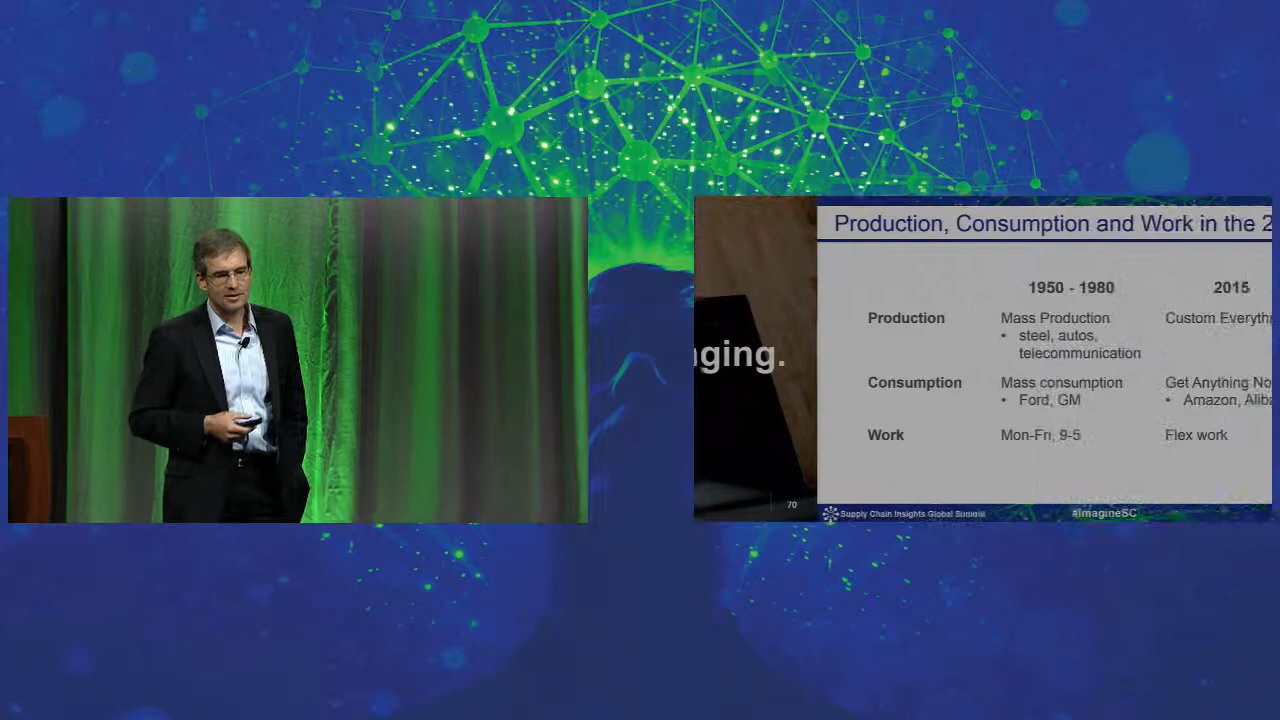 Production, Consumption and Work in the 2
1950 - 1980
2015
Production
Mass Production
Custom Everyth
• steel, autos,
telecommunication
Consumption
Mass consumption
Get Anything No
• Ford, GM
• Amazon, Alib
Work
Mon-Fri, 9-5
Flex work
ging.
70
Supply Chain Insights Global Summit
#ImagineSC